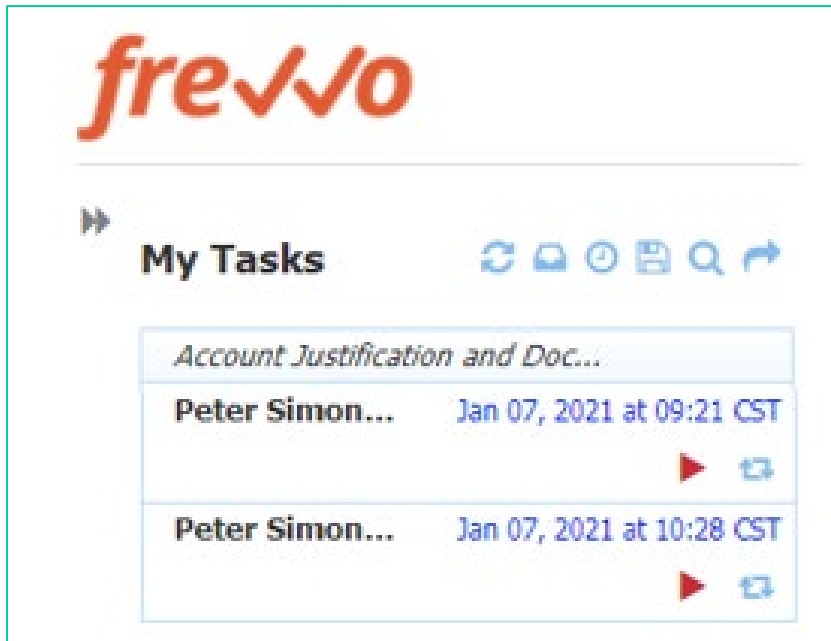 frevvo
My Tasks
Account Justification and Doc...
Peter Simon... Jan 07, 2021 at 09:21 CST
Peter Simon... Jan 07, 2021 at 10:28 CST